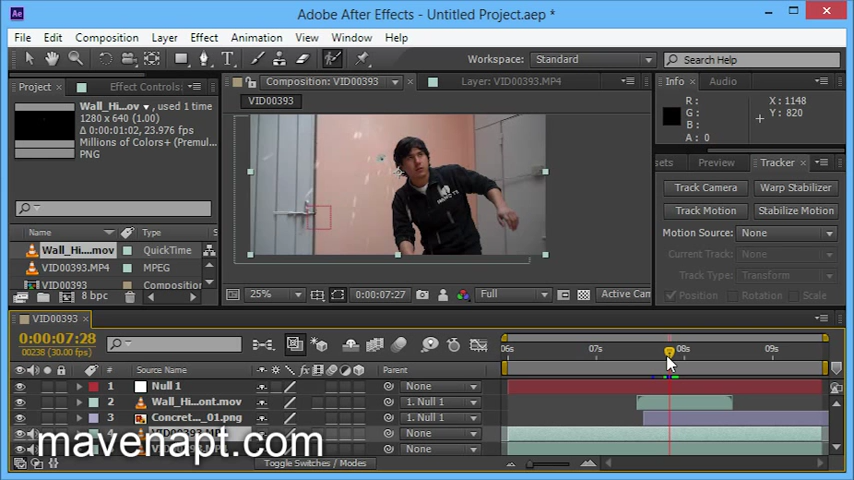 Ae Adobe After Effects - Untitled Project.aep *
File Edit Composition Layer Effect Animation View Window Help
Workspace: Standard Search Help
Project Effect Controls: Composition: VID00393 Layer: VID00393.MP4 Info Audio
VID00393
Wall_Hi...ov, used 1 time
1280 x 640 (1.00)
Δ 0:00:01:02, 23.976 fps
Millions of Colors+ (Premul...
PNG
R: X: 1148
G: Y: 820
B:
A: 0
sets Preview Tracker
Track Camera Warp Stabilizer
Track Motion Stabilize Motion
Motion Source: None
Current Track: None
Track Type: Transform
Position Rotation Scale
Name Type
Wall_Hi....mov QuickTime
VID00393.MP4 MPEG
VID00393 Composit
8 bpc
25% 0:00:07:27 Full Active Cam
VID00393
0:00:07:28
00238 (30.00 fps)
06s 07s 08s 09s
# Source Name Parent
1 Null 1 None
2 Wall_Hi...ont.mov 1. Null 1
3 Concret..._01.png 1. Null 1
4 VID00393.MP4 None
None
Toggle Switches / Modes
mavenapt.com